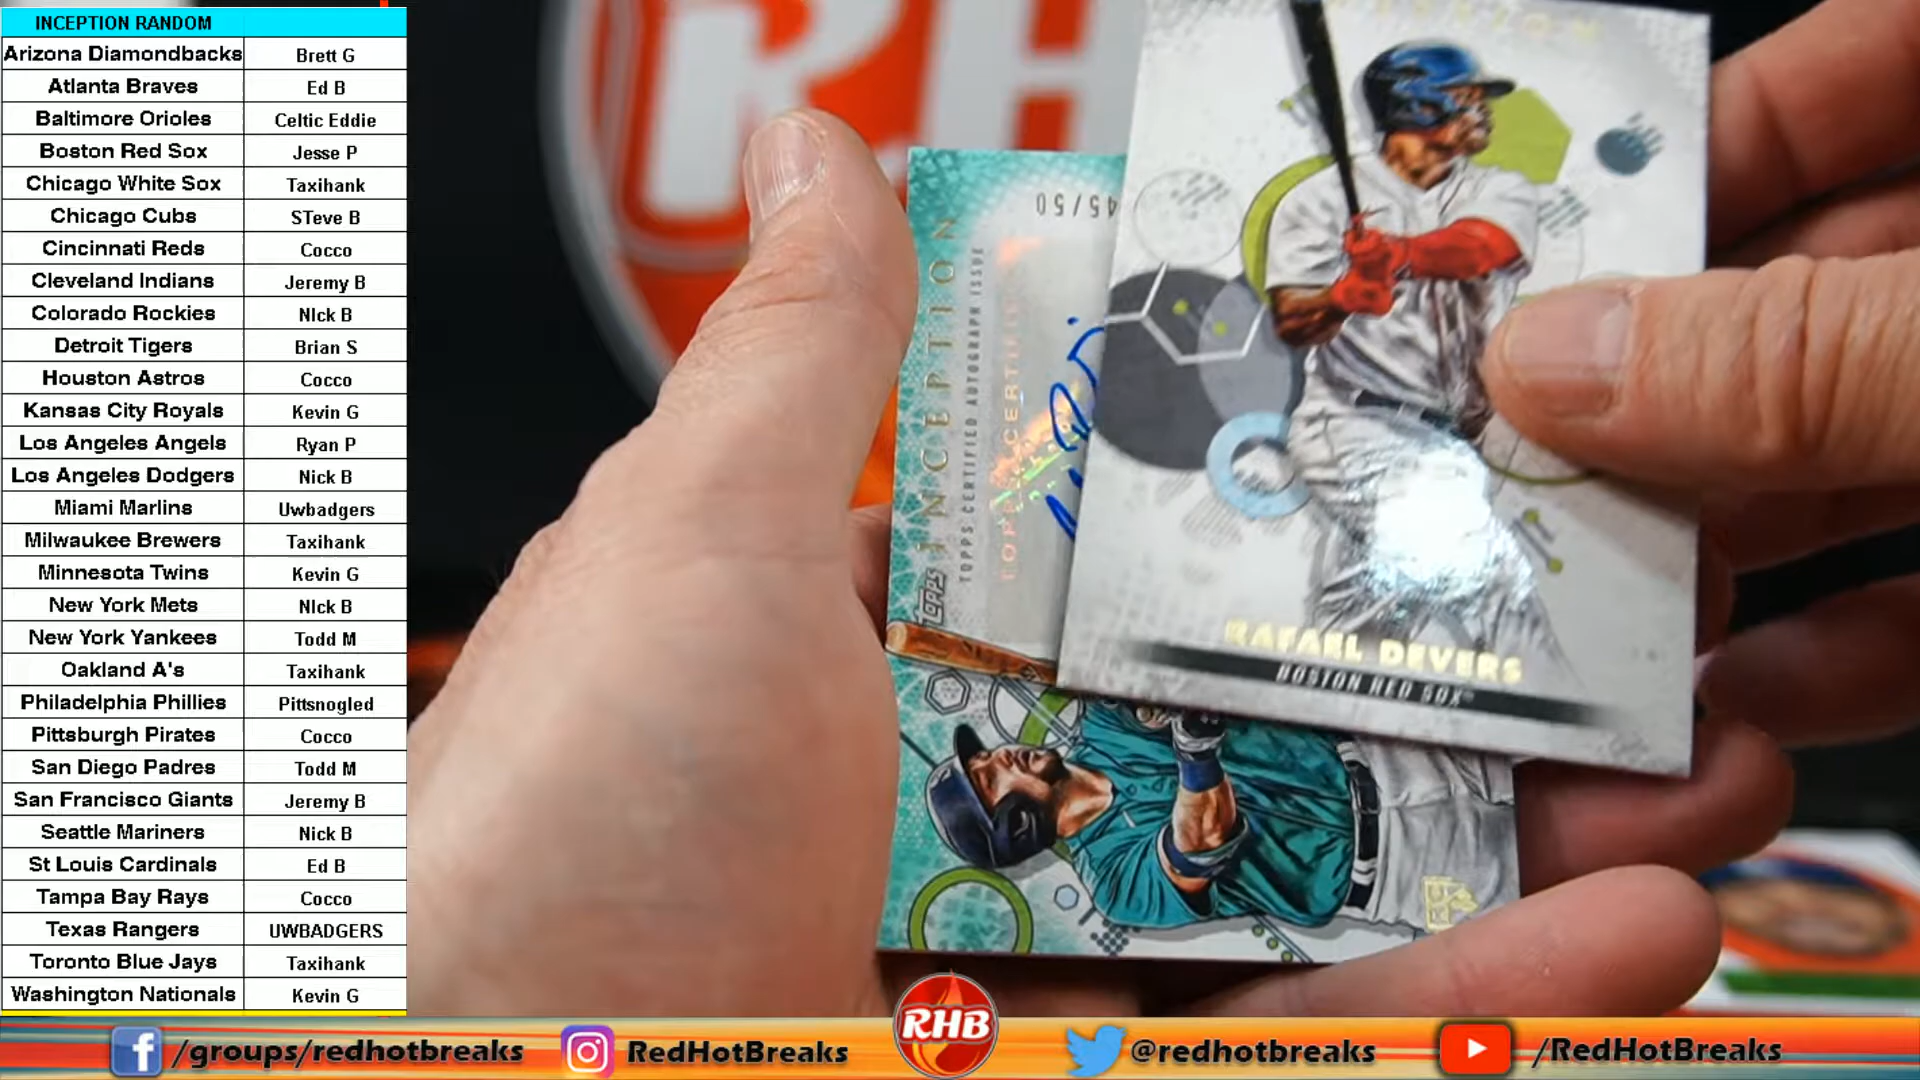 INCEPTION RANDOM
Arizona Diamondbacks Brett G
Atlanta Braves Ed B
Baltimore Orioles Celtic Eddie
Boston Red Sox Jesse P
Chicago White Sox Taxihank
Chicago Cubs STeve B
Cincinnati Reds Cocco
Cleveland Indians Jeremy B
Colorado Rockies NIck B
Detroit Tigers Brian S
Houston Astros Cocco
Kansas City Royals Kevin G
Los Angeles Angels Ryan P
Los Angeles Dodgers Nick B
Miami Marlins Uwbadgers
Milwaukee Brewers Taxihank
Minnesota Twins Kevin G
New York Mets NIck B
New York Yankees Todd M
Oakland A's Taxihank
Philadelphia Phillies Pittsnogled
Pittsburgh Pirates Cocco
San Diego Padres Todd M
San Francisco Giants Jeremy B
Seattle Mariners Nick B
St Louis Cardinals Ed B
Tampa Bay Rays Cocco
Texas Rangers UWBADGERS
Toronto Blue Jays Taxihank
Washington Nationals Kevin G
RH
45/50
TOPPS INCEPTION
TOPPS CERTIFIED AUTOGRAPH ISSUE
RAFAEL DEVERS
BOSTON RED SOX
/groups/redhotbreaks
RedHotBreaks
RHB
@redhotbreaks
/RedHotBreaks